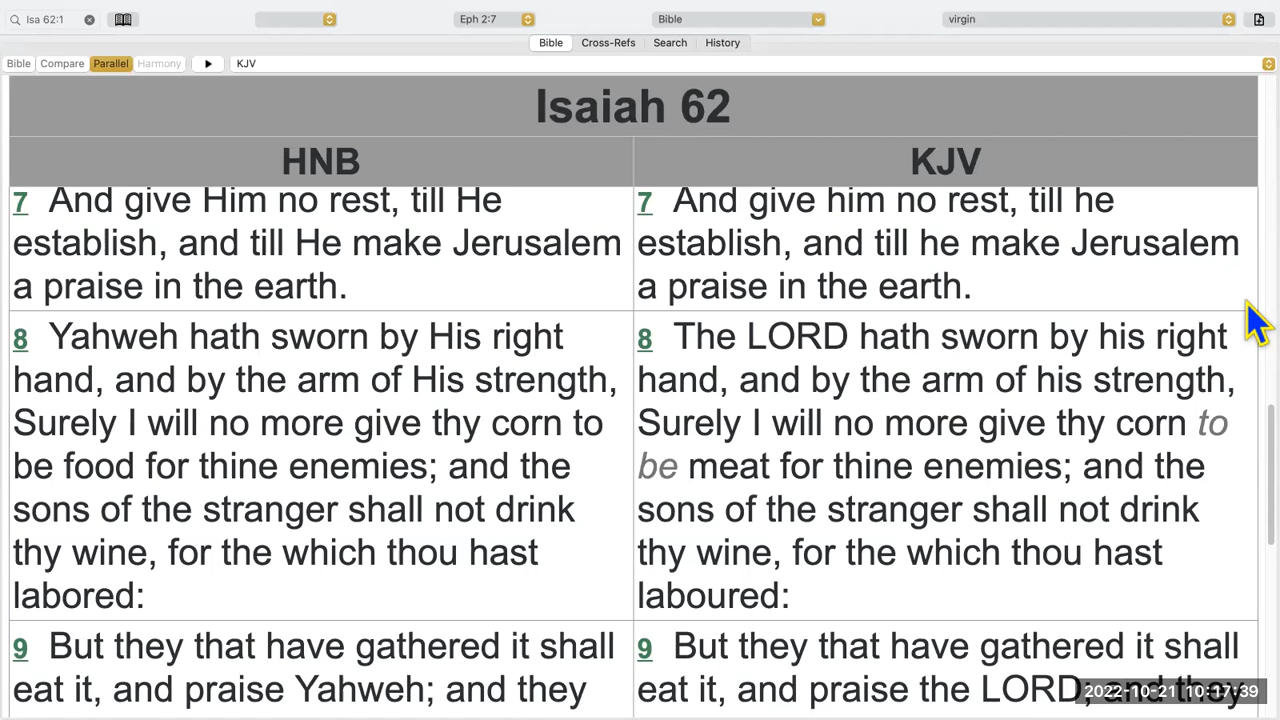 Isa 62:1
Eph 2:7
Bible
virgin
Bible Cross-Refs Search History
Bible Compare Parallel Harmony KJV
Isaiah 62
HNB
7 And give Him no rest, till He
establish, and till He make Jerusalem
a praise in the earth.
8 Yahweh hath sworn by His right
hand, and by the arm of His strength,
Surely I will no more give thy corn to
be food for thine enemies; and the
sons of the stranger shall not drink
thy wine, for the which thou hast
labored:
9 But they that have gathered it shall
eat it, and praise Yahweh; and they
KJV
7 And give him no rest, till he
establish, and till he make Jerusalem
a praise in the earth.
8 The LORD hath sworn by his right
hand, and by the arm of his strength,
Surely I will no more give thy corn to
be meat for thine enemies; and the
sons of the stranger shall not drink
thy wine, for the which thou hast
laboured:
9 But they that have gathered it shall
eat it, and praise the LORD; and they
2022-10-21 10:17:39